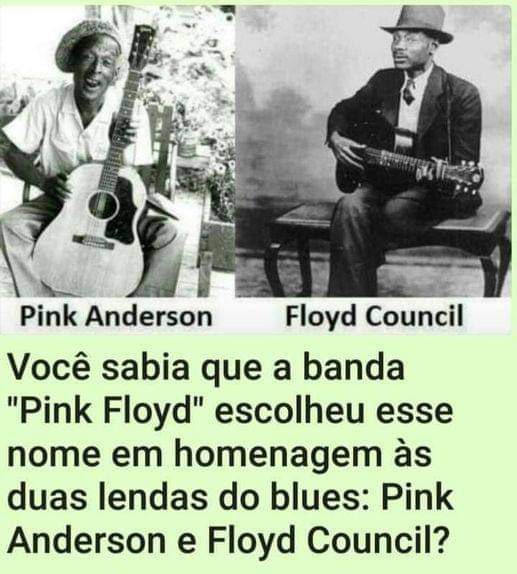 Pink Anderson
Floyd Council
Você sabia que a banda
"Pink Floyd" escolheu esse
nome em homenagem às
duas lendas do blues: Pink
Anderson e Floyd Council?